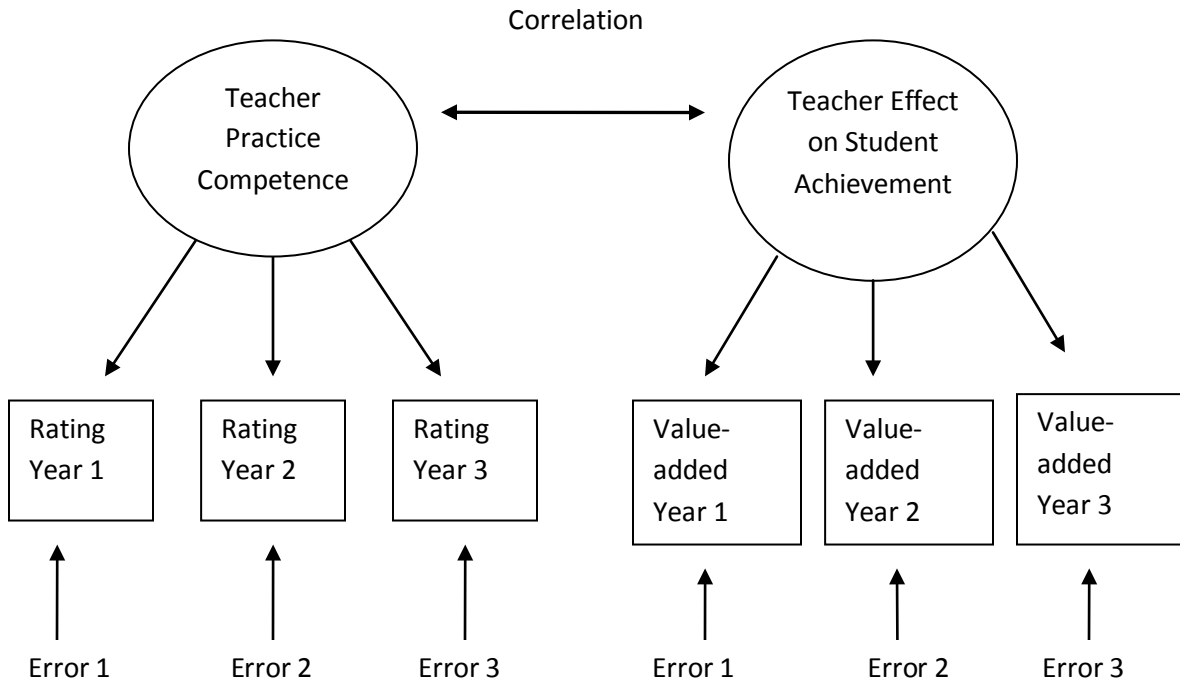 Correlation
Teacher
Practice
Competence
Teacher Effect
on Student
Achievement
Rating
Year 1
Rating
Year 2
Rating
Year 3
Value-
added
Year 1
Value-
added
Year 2
Value-
added
Year 3
Error 1
Error 2
Error 3
Error 1
Error 2
Error 3